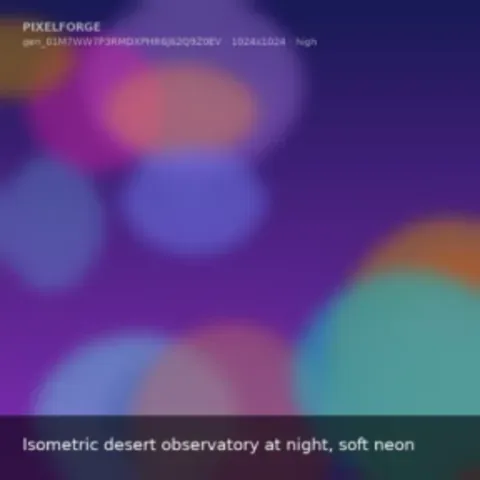 PIXELFORGE
1024x1024 · high
Isometric desert observatory at night, soft neon